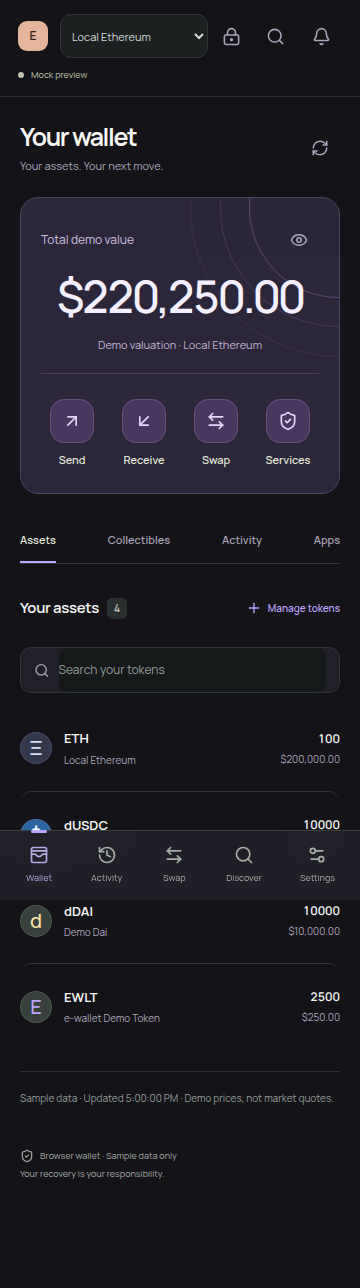 E
Local Ethereum
Mock preview
Your wallet
Your assets. Your next move.
Total demo value
$220,250.00
Demo valuation · Local Ethereum
Send Receive Swap Services
Assets Collectibles Activity Apps
Your assets 4 Manage tokens
Search your tokens
ETH 100
Local Ethereum $200,000.00
dUSDC 10000
Wallet Activity Swap Discover Settings
d dDAI 10000
Demo Dai $10,000.00
E EWLT 2500
e-wallet Demo Token $250.00
Sample data · Updated 5:00:00 PM · Demo prices, not market quotes.
Browser wallet · Sample data only
Your recovery is your responsibility.